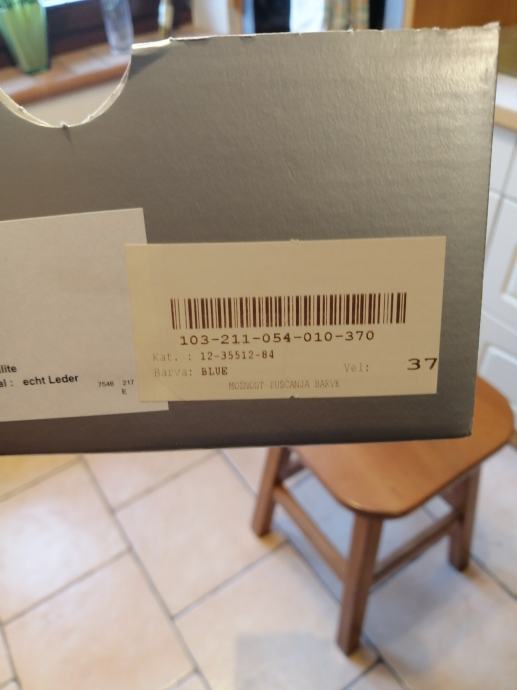 103-211-054-010-370
Kat. : 12-35512-84
Barva: BLUE
Vel: 37
MOŽNOST PUŠČANJA BARVE
lite
al : echt Leder
7546 217
E